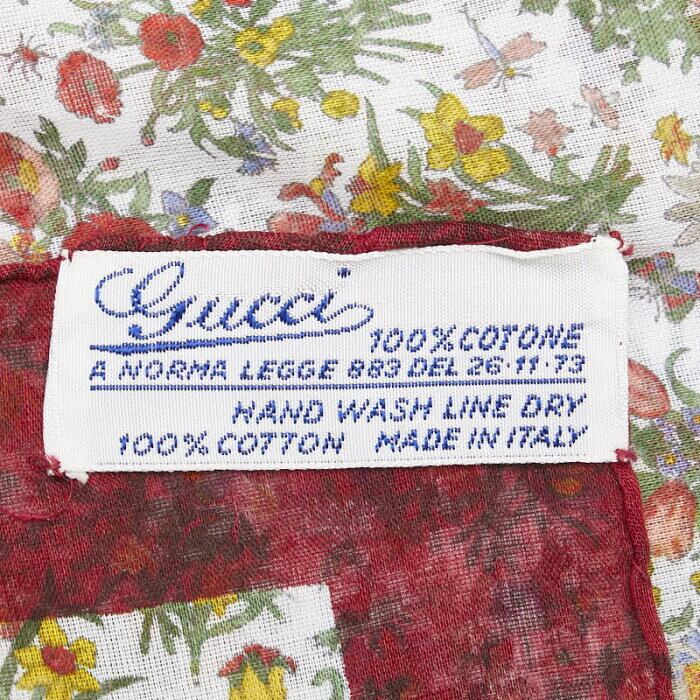 Gucci
100% COTONE
A NORMA LEGGE 883 DEL 26·11·73
HAND WASH LINE DRY
100% COTTON MADE IN ITALY